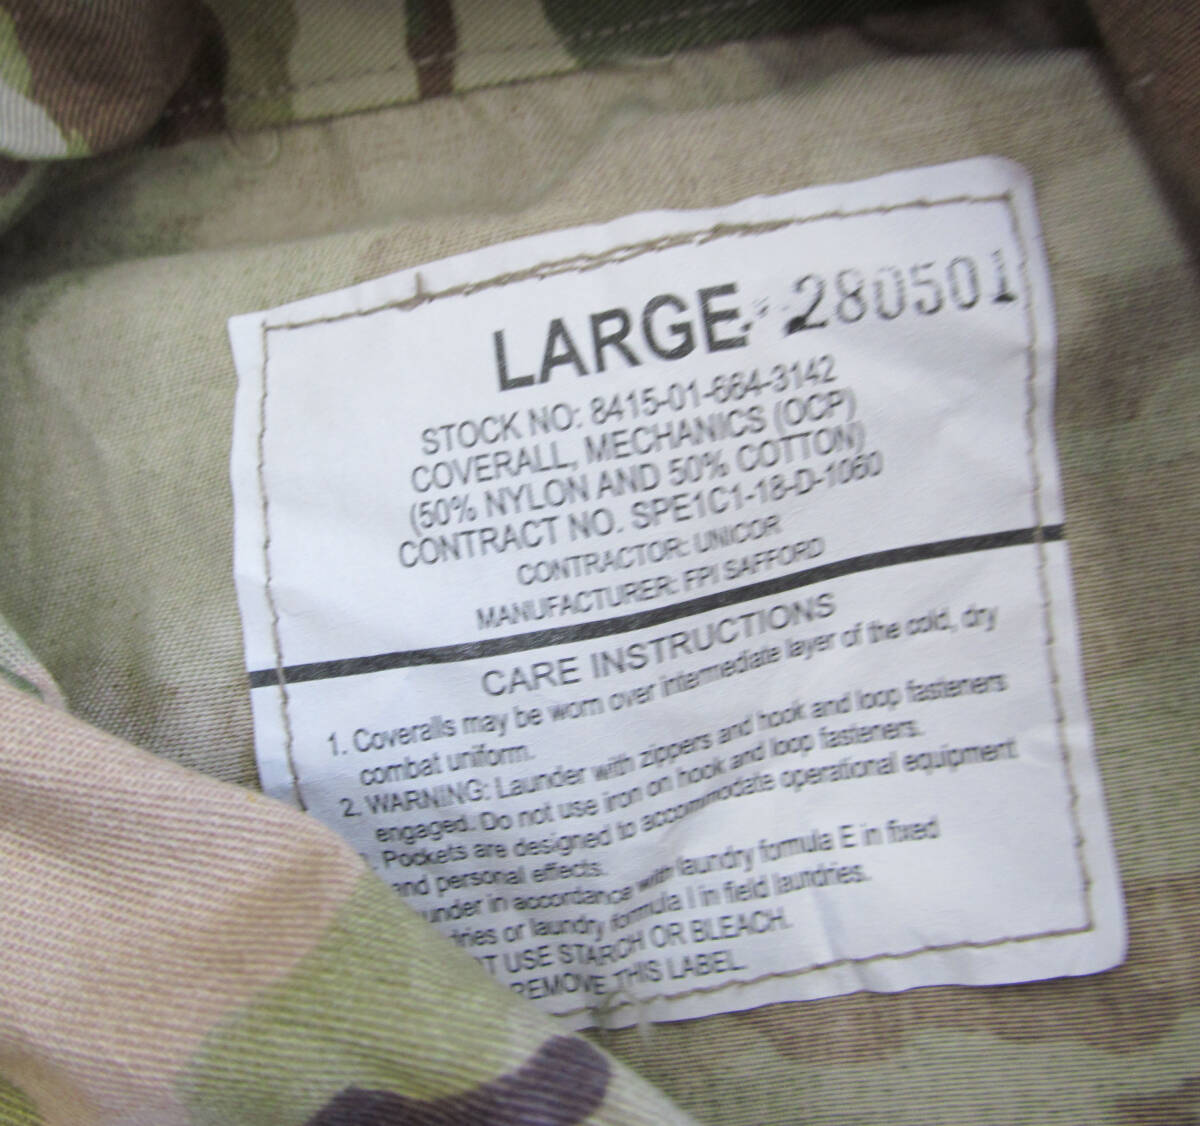 LARGE 280501
STOCK NO: 8415-01-664-3142
COVERALL, MECHANICS (OCP)
(50% NYLON AND 50% COTTON)
CONTRACT NO. SPE1C1-18-D-1060
CONTRACTOR: UNICOR
MANUFACTURER: FPI SAFFORD
CARE INSTRUCTIONS
1. Coveralls may be worn over intermediate layer of the cold, dry
combat uniform.
2. WARNING: Launder with zippers and hook and loop fasteners
engaged. Do not use iron on hook and loop fasteners.
Pockets are designed to accommodate operational equipment
and personal effects.
under in accordance with laundry formula E in fixed
dries or laundry formula I in field laundries.
T USE STARCH OR BLEACH.
REMOVE THIS LABEL.